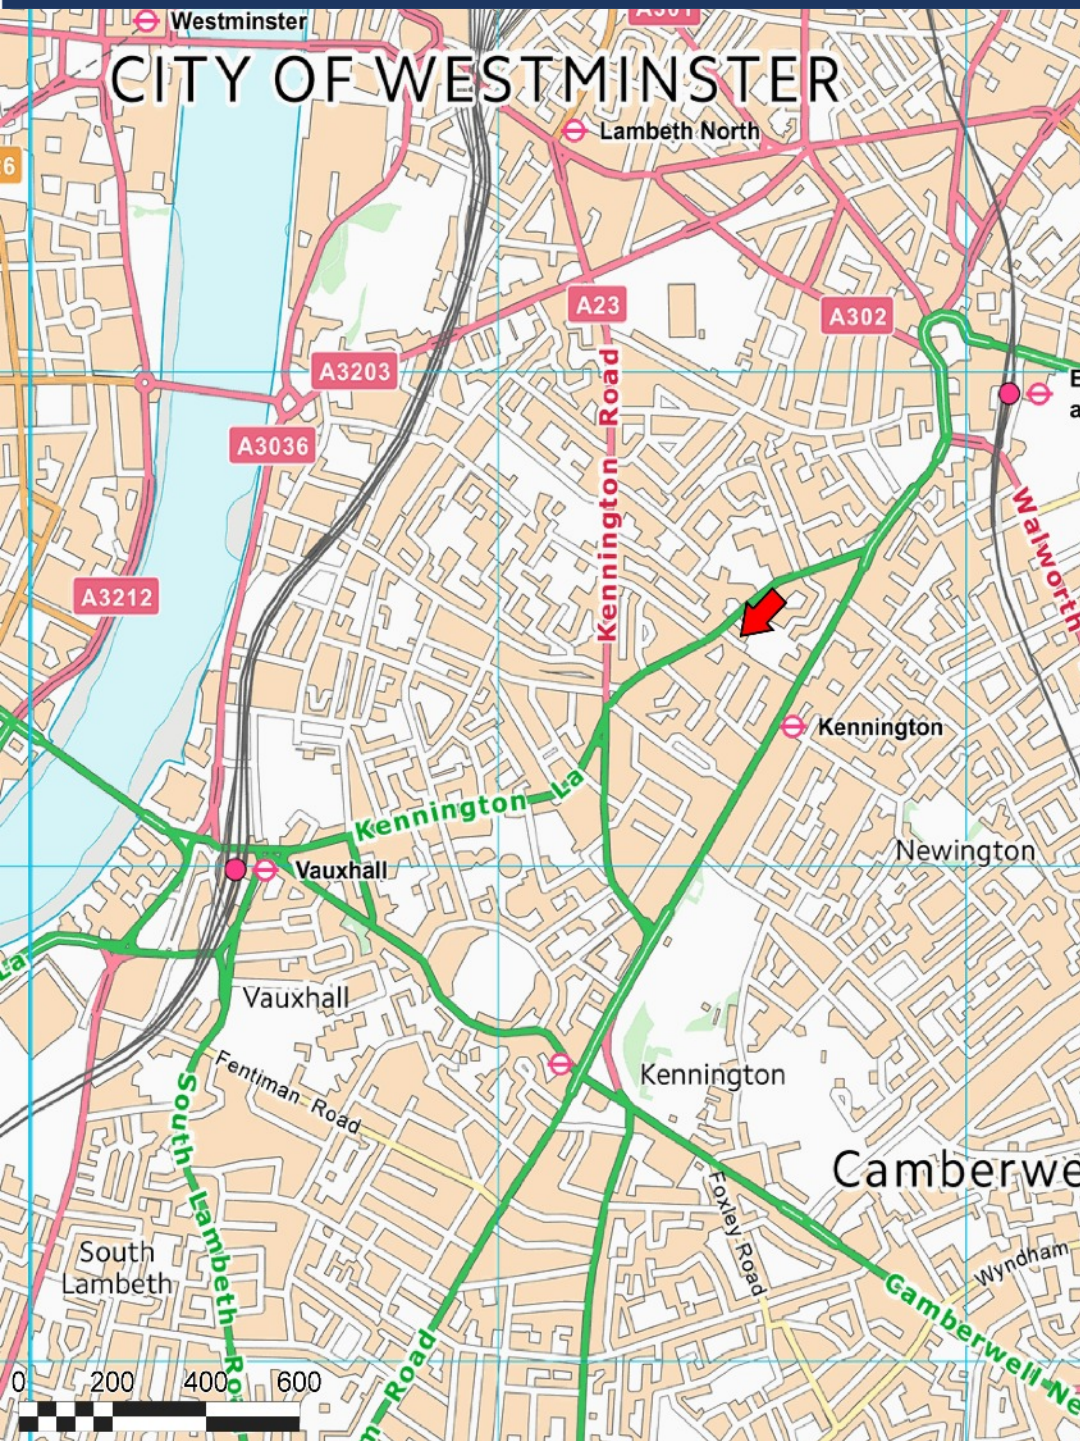 Westminster
CITY OF WESTMINSTER
Lambeth North
A23
A302
A3203
A3036
Kennington Road
Walworth
A3212
Kennington
Kennington La
Newington
Vauxhall
La
Vauxhall
Kennington
Fentiman Road
South Lambeth Ro
Camberwe
Foxley Road
South
Lambeth
Wyndham
Camberwell Ne
m Road
0 200 400 600